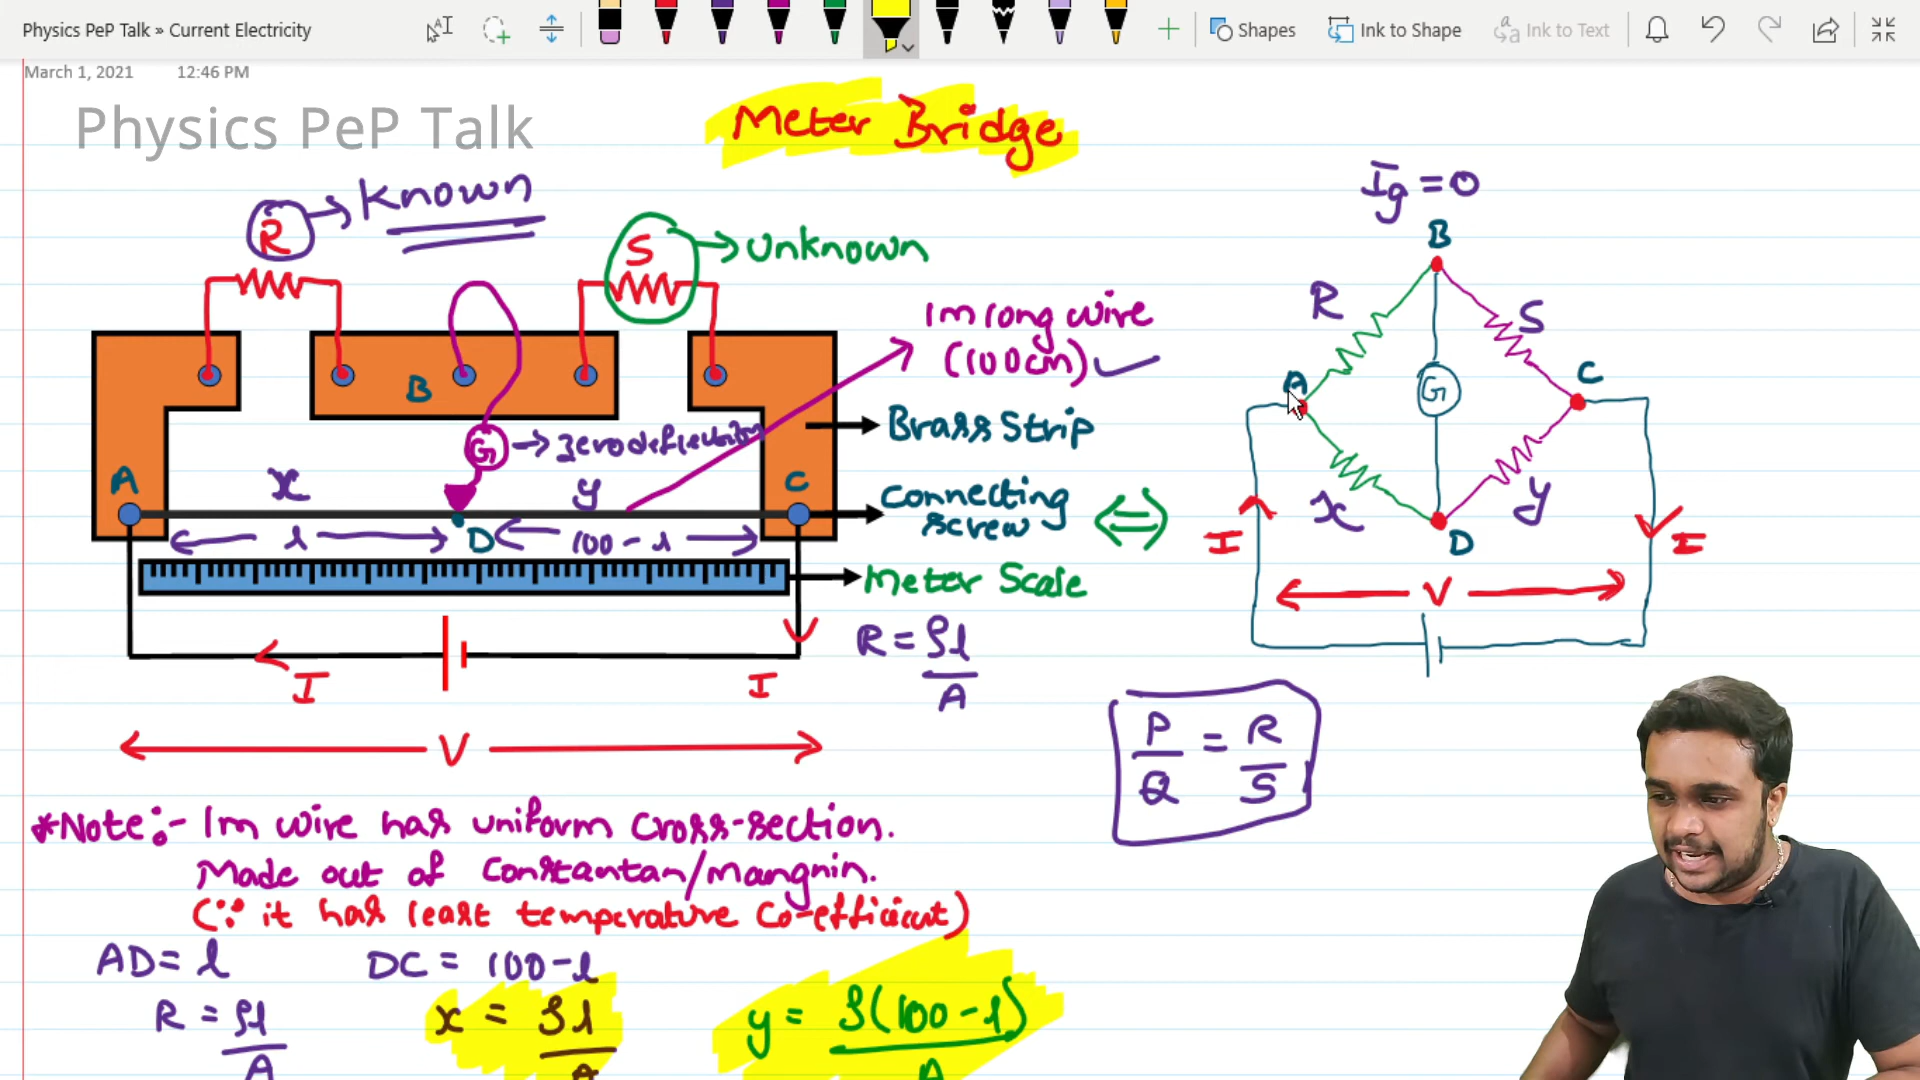 Physics PeP Talk » Current Electricity
Shapes
Ink to Shape
Ink to Text
March 1, 2021 12:46 PM
Physics PeP Talk
Meter Bridge
R → Known
S → Unknown
1m long wire
(100cm)
B
G → zero deflection
Brass Strip
A x y C
Connecting
screw
l D 100-l
Meter Scale
I I
V
R = ρl
A
Ig = 0
B
R S
A G C
x y
D
I I
V
P = R
Q S
*Note:- 1m wire has uniform cross-section.
Made out of Constantan/mangnin.
(∵ it has least temperature Co-efficient)
AD = l DC = 100-l
R = ρl x = ρl y = ρ(100-l)
A A A